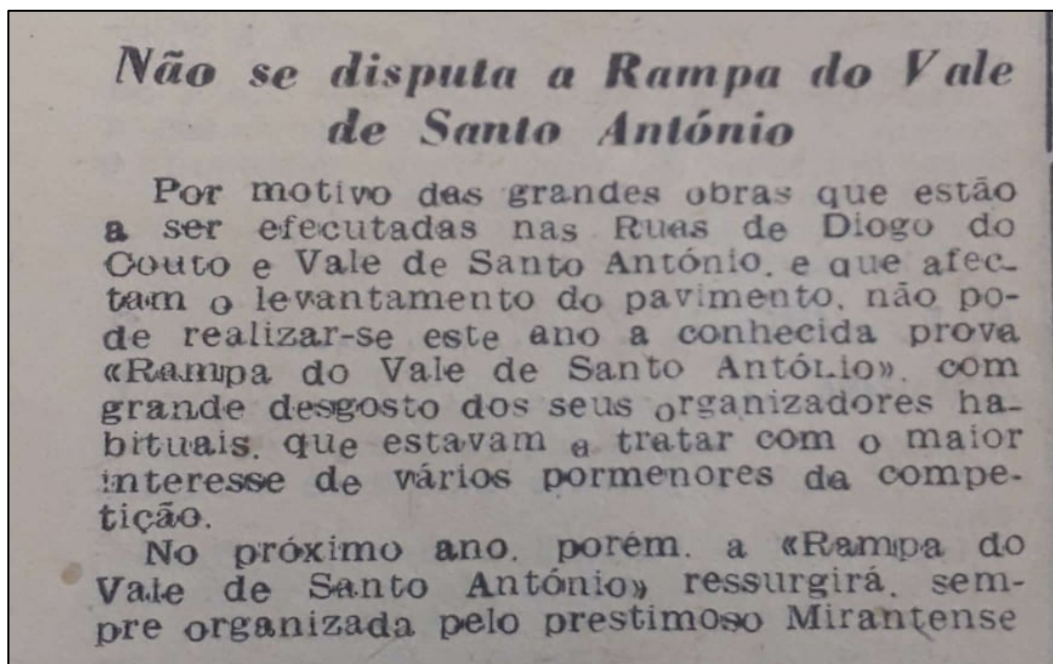 Não se disputa a Rampa do Vale
de Santo António
Por motivo das grandes obras que estão
a ser efecutadas nas Ruas de Diogo do
Couto e Vale de Santo António, e que afec-
tam o levantamento do pavimento, não po-
de realizar-se este ano a conhecida prova
«Rampa do Vale de Santo AntóLio», com
grande desgosto dos seus organizadores ha-
bituais, que estavam a tratar com o maior
interesse de vários pormenores da compe-
tição.
No próximo ano, porém, a «Rampa do
Vale de Santo António» ressurgirá, sem-
pre organizada pelo prestimoso Mirantense